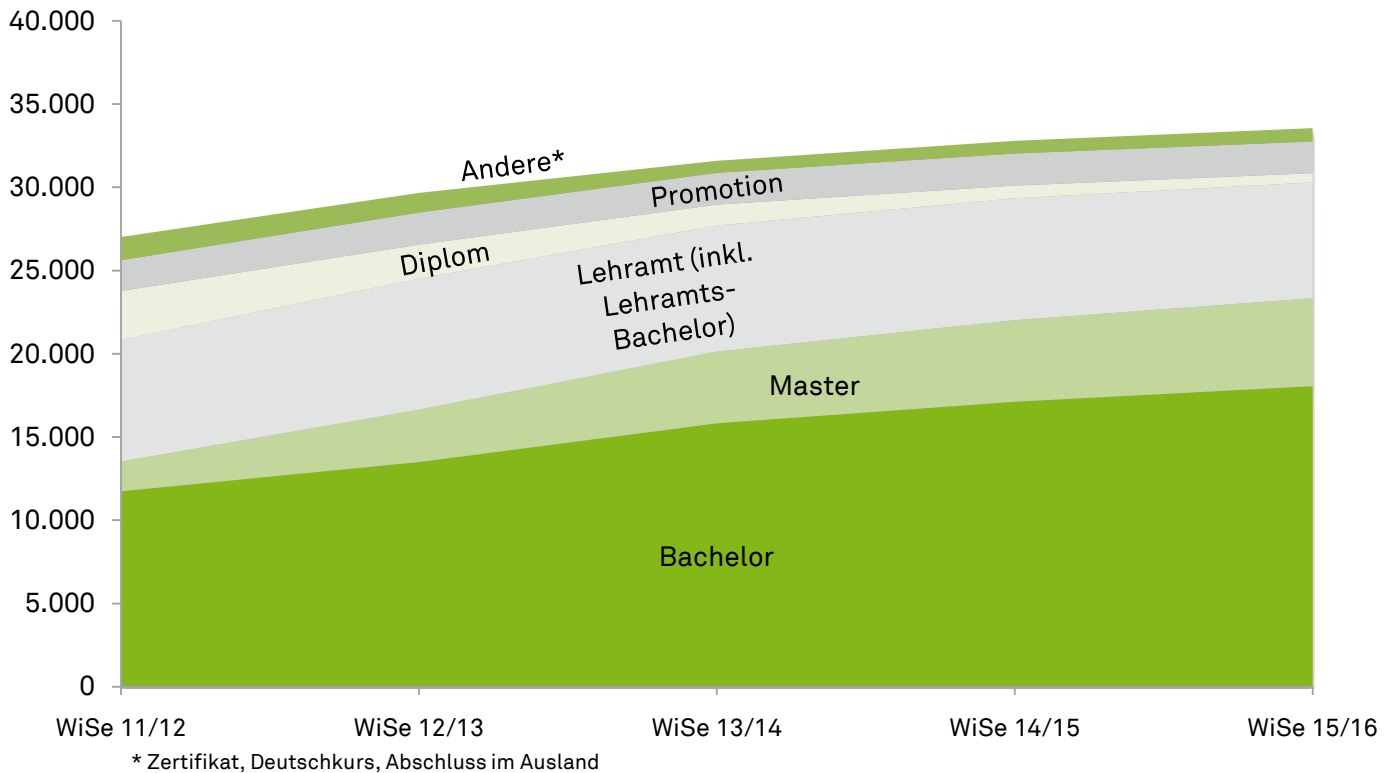 40.000
35.000
30.000
25.000
20.000
15.000
10.000
5.000
0
Andere*
Promotion
Diplom
Lehramt (inkl.
Lehramts-
Bachelor)
Master
Bachelor
WiSe 11/12 WiSe 12/13 WiSe 13/14 WiSe 14/15 WiSe 15/16
* Zertifikat, Deutschkurs, Abschluss im Ausland